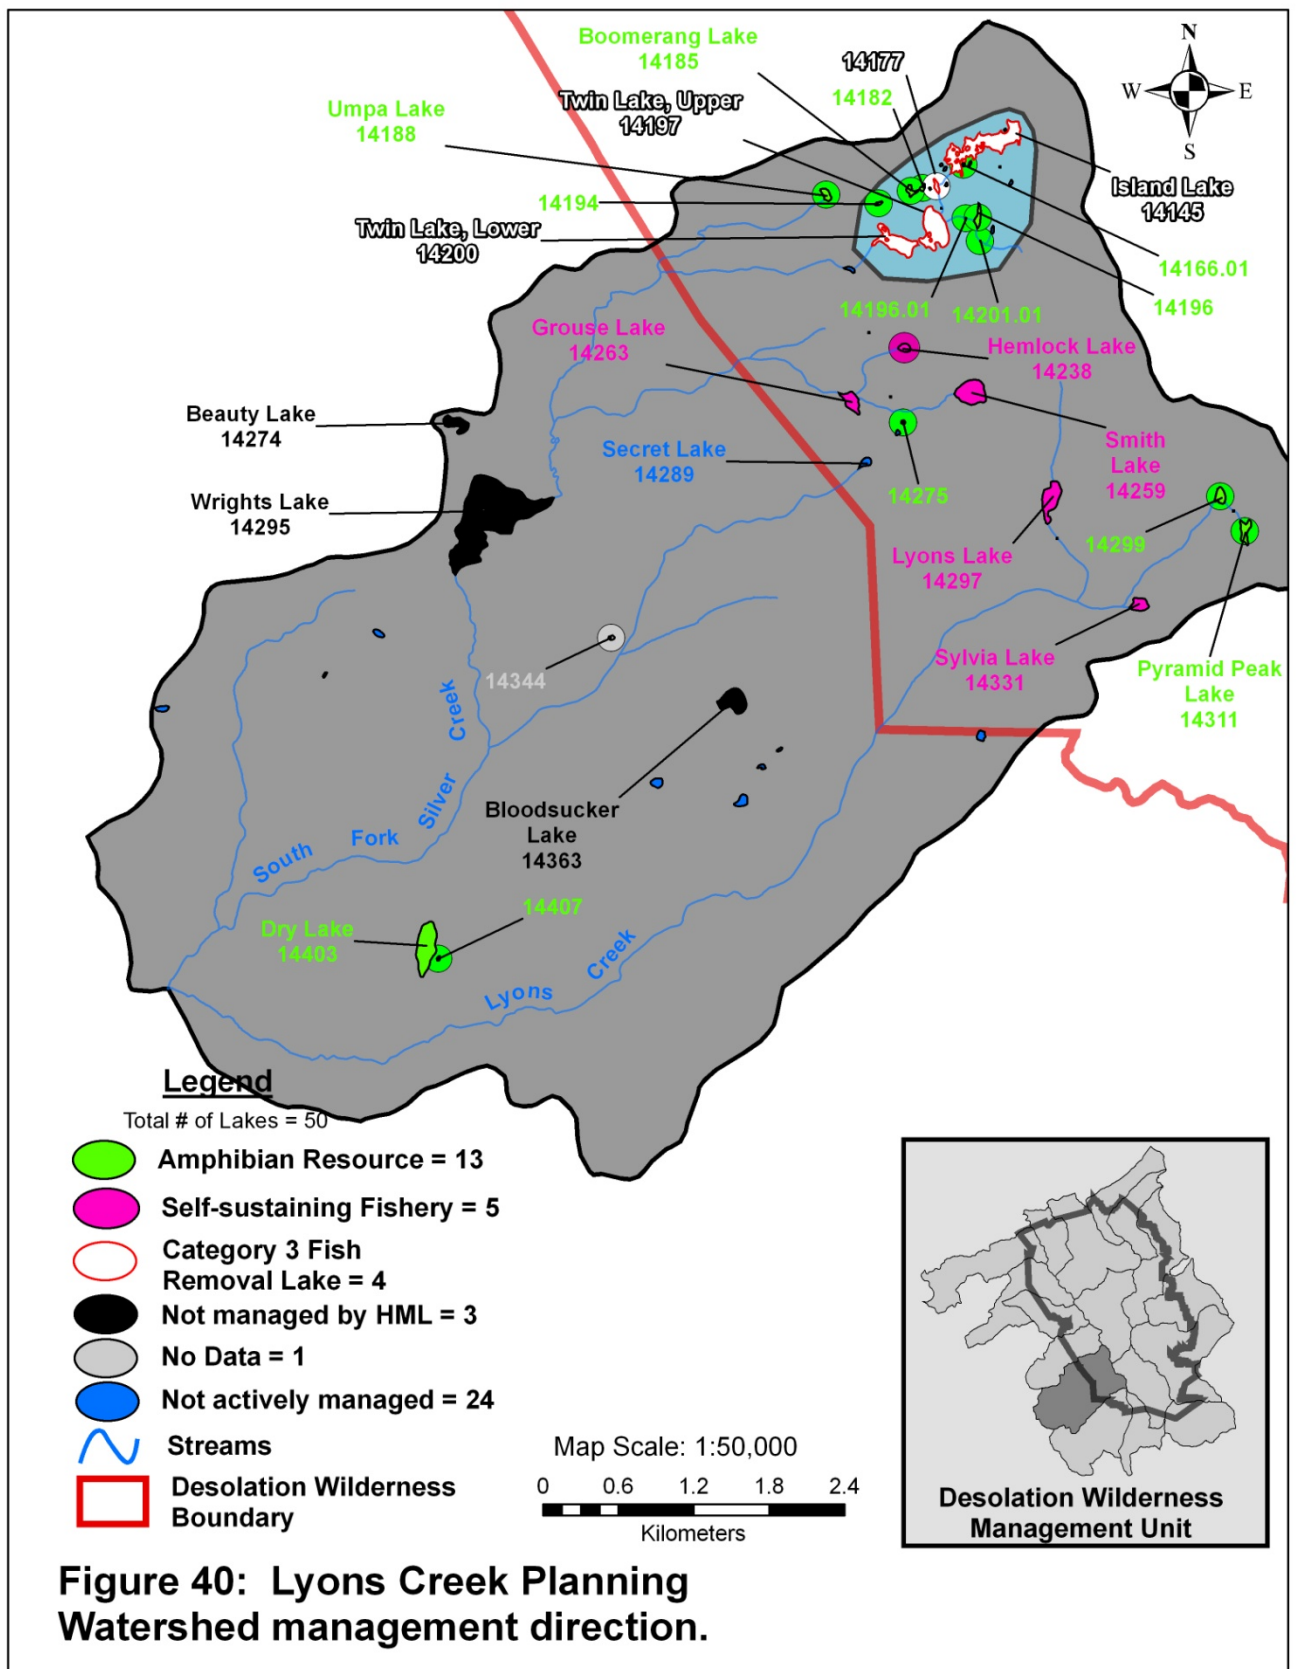 Boomerang Lake
14185
14177
14182
Twin Lake, Upper
14197
Umpa Lake
14188
N
W
E
S
Island Lake
14145
14194
Twin Lake, Lower
14200
14166.01
14196
14196.01
14201.01
Grouse Lake
14263
Hemlock Lake
14238
Beauty Lake
14274
Secret Lake
14289
Smith
Lake
14259
14275
Wrights Lake
14295
14299
Lyons Lake
14297
Sylvia Lake
14331
Pyramid Peak
Lake
14311
14344
South Fork Silver Creek
Bloodsucker
Lake
14363
14407
Dry Lake
14403
Lyons Creek
Legend
Total # of Lakes = 50
Amphibian Resource = 13
Self-sustaining Fishery = 5
Category 3 Fish
Removal Lake = 4
Not managed by HML = 3
No Data = 1
Not actively managed = 24
Streams
Desolation Wilderness
Boundary
Map Scale: 1:50,000
0 0.6 1.2 1.8 2.4
Kilometers
Desolation Wilderness
Management Unit
Figure 40: Lyons Creek Planning
Watershed management direction.